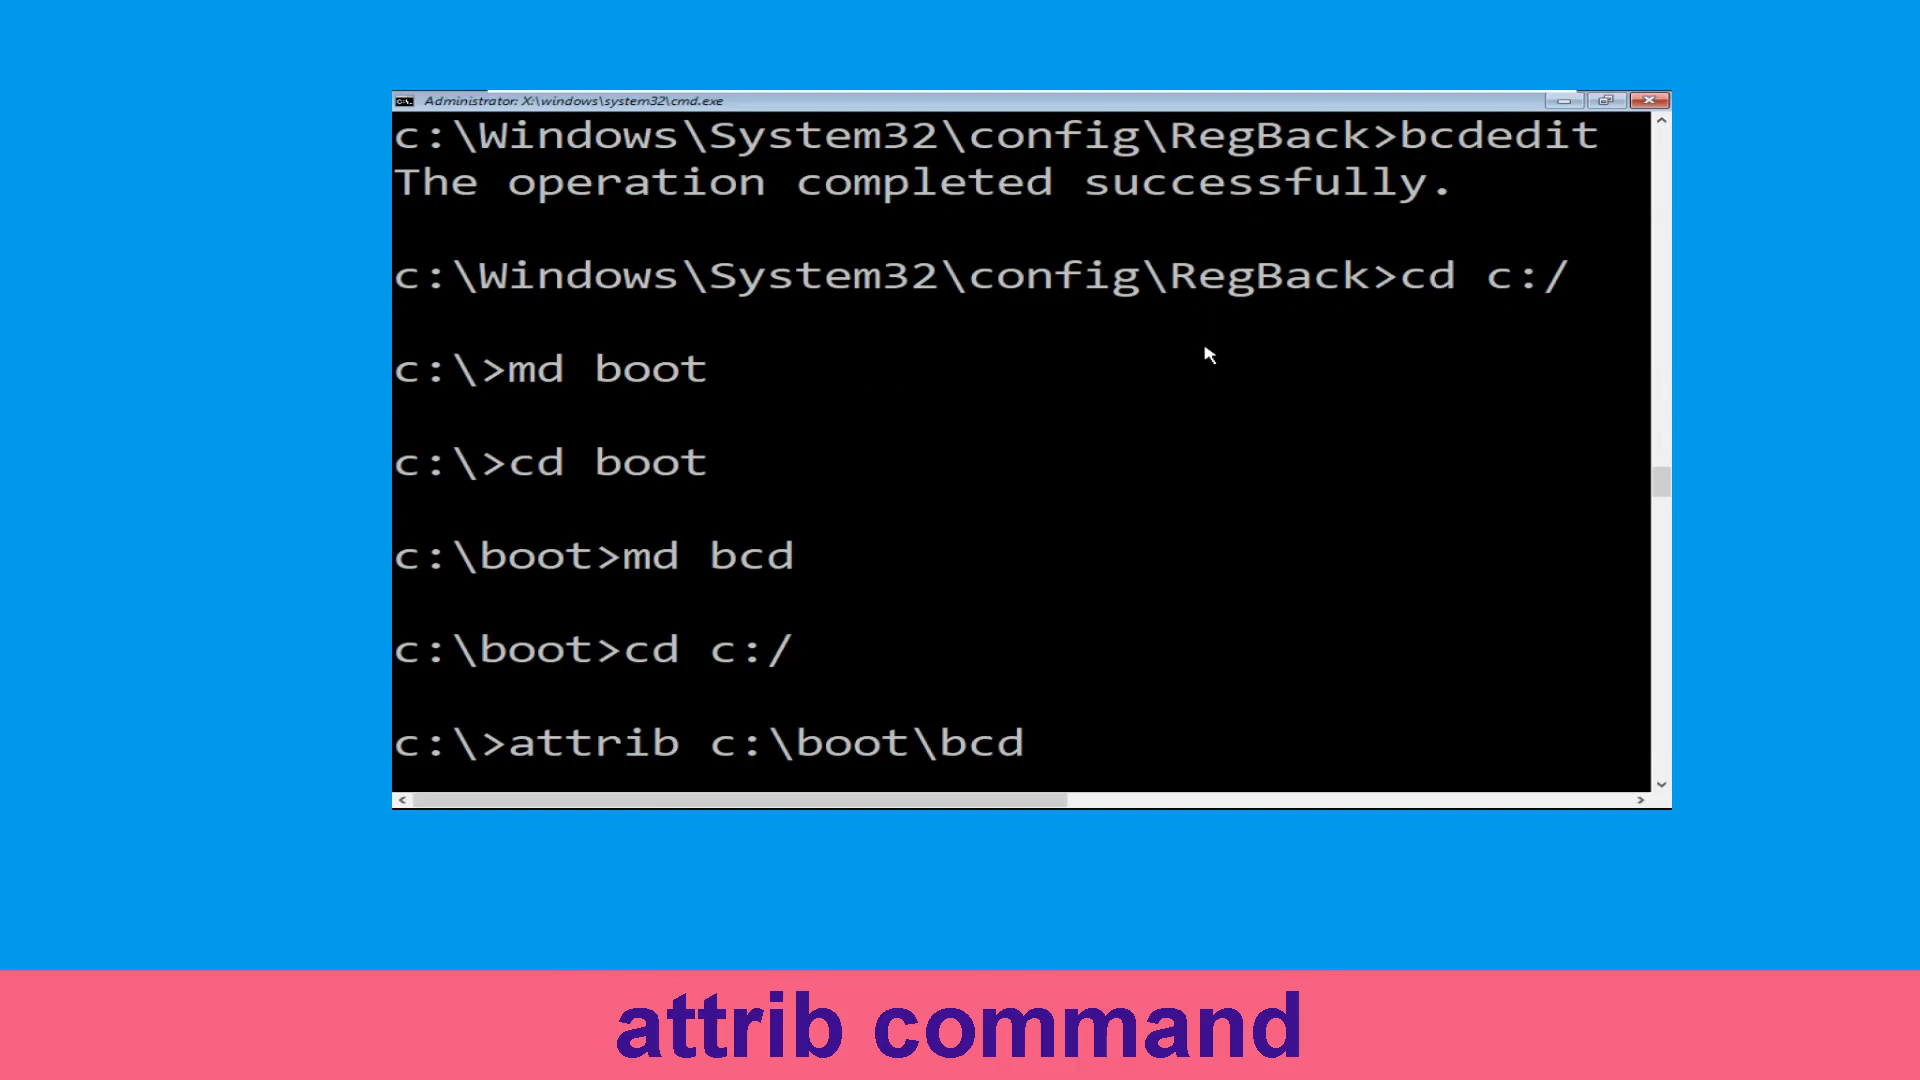 Administrator: X:\windows\system32\cmd.exe
c:\Windows\System32\config\RegBack>bcdedit
The operation completed successfully.
c:\Windows\System32\config\RegBack>cd c:/
c:\>md boot
c:\>cd boot
c:\boot>md bcd
c:\boot>cd c:/
c:\>attrib c:\boot\bcd
attrib command